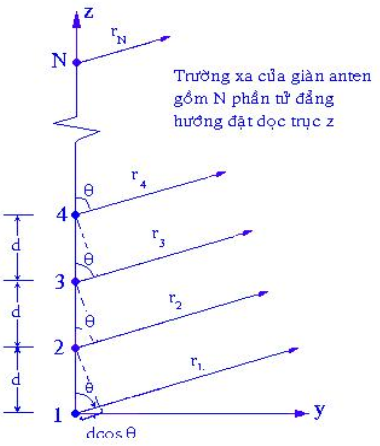 z
r_N
N
Trường xa của giàn anten
gồm N phần tử đẳng
hướng đặt dọc trục z
θ
r_4
4
d
θ
r_3
3
d
θ
r_2
2
d
θ
r_1.
1
y
dcos θ